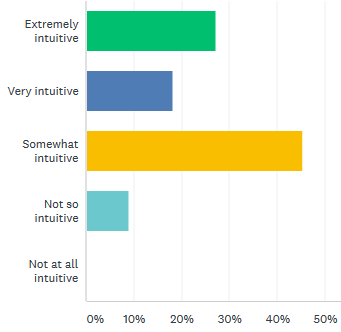 Extremely
intuitive
Very intuitive
Somewhat
intuitive
Not so
intuitive
Not at all
intuitive
0% 10% 20% 30% 40% 50%